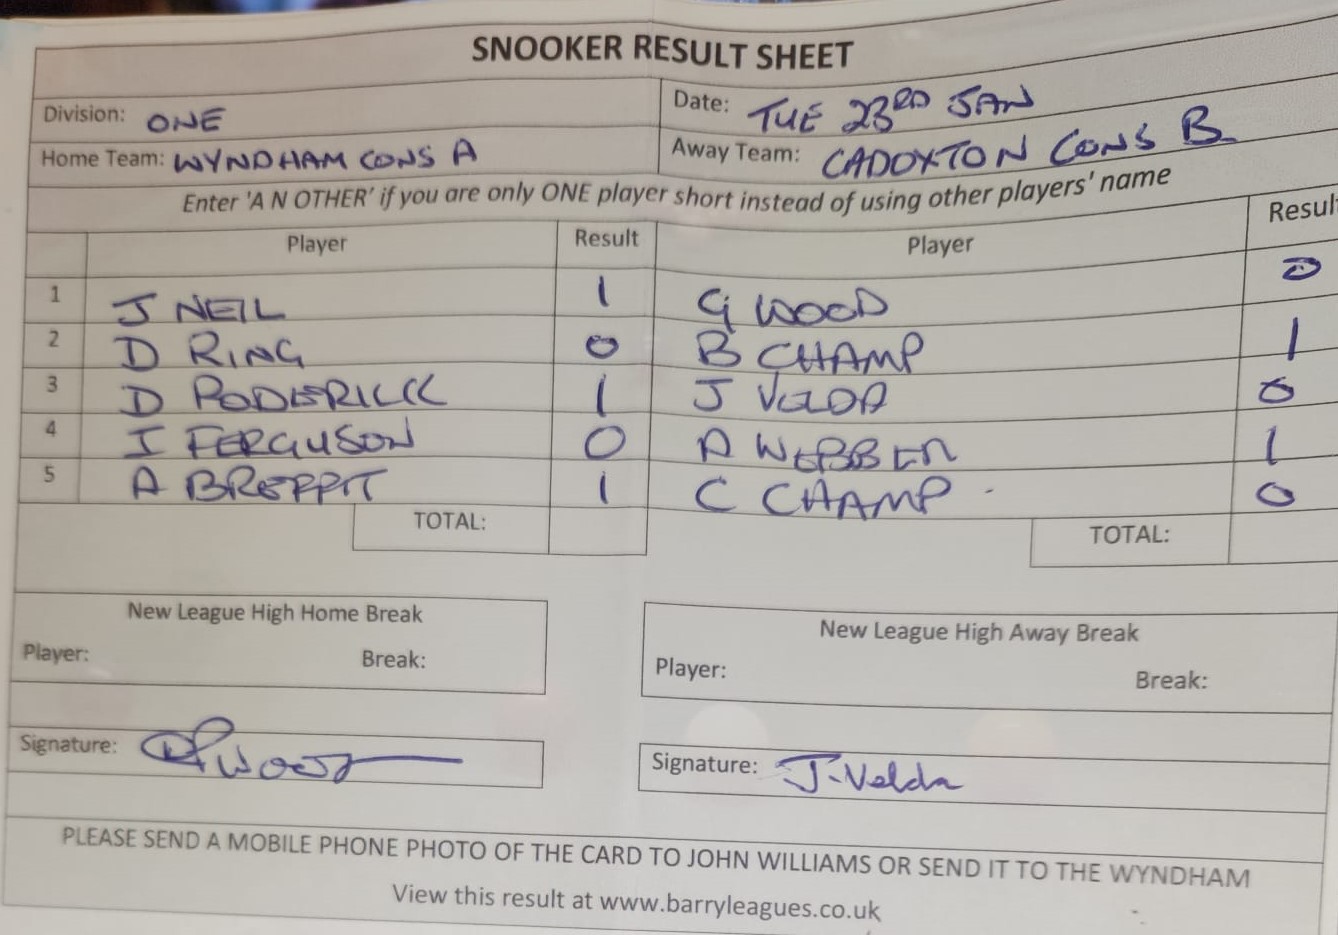 SNOOKER RESULT SHEET
Division: ONE
Date: TUE 23RD JAN
Home Team: WYNDHAM CONS A
Away Team: CADOXTON CONS B
Enter 'A N OTHER' if you are only ONE player short instead of using other players' name
Player Result Player Result
1 J NEIL 1 G WOOD 0
2 D RING 0 B CHAMP 1
3 D RODERICK 1 J VELDA 0
4 I FERGUSON 0 A WEBBER 1
5 A 1 C CHAMP 0
TOTAL: TOTAL:
New League High Home Break
Player: Break:
New League High Away Break
Player: Break:
Signature:
Signature: J. Velda
PLEASE SEND A MOBILE PHONE PHOTO OF THE CARD TO JOHN WILLIAMS OR SEND IT TO THE WYNDHAM
View this result at www.barryleagues.co.uk